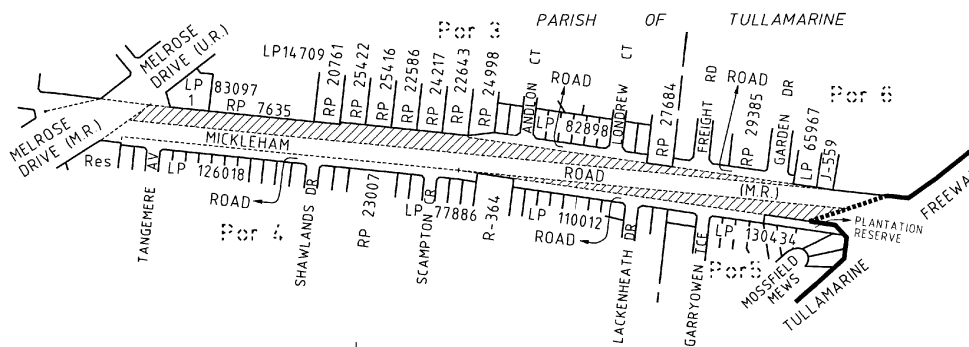 PARISH OF TULLAMARINE
Por 3
MELROSE
DRIVE (U.R.)
LP14709
LP
1
83097
RP 7635
RP 20761
RP 25422
RP 25416
RP 22586
RP 24217
RP 22643
RP 24998
ANDLON CT
ROAD
LP 82898
LONDREW CT
RP 27684
FREIGHT RD
ROAD
RP 29385
GARDEN DR
Por 6
LP 65967
J-559
MELROSE
DRIVE (M.R.)
MICKLEHAM ROAD (M.R.)
FREEWAY
Res
TANGEMERE AV
LP 126018
ROAD
Por 4
SHAWLANDS DR
RP 23007
SCAMPTON CR
LP 77886
R-364
LP 110012
ROAD
LACKENHEATH DR
GARRYOWEN TCE
Por 5
LP 130434
PLANTATION
RESERVE
MOSSFIELD
MEWS
TULLAMARINE